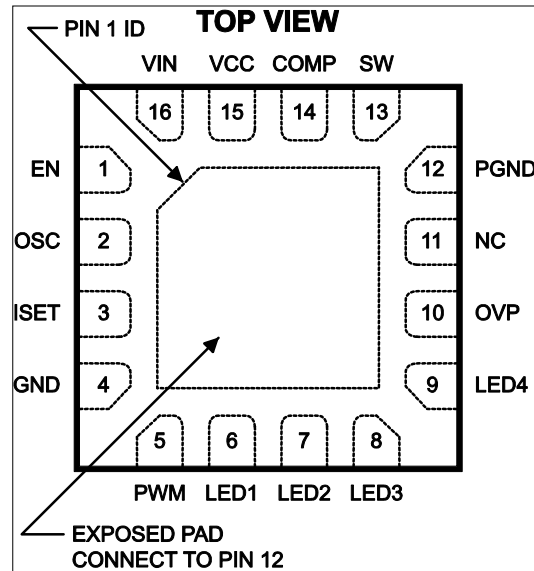 TOP VIEW
PIN 1 ID
VIN VCC COMP SW
16 15 14 13
EN 1 12 PGND
OSC 2 11 NC
ISET 3 10 OVP
GND 4 9 LED4
5 6 7 8
PWM LED1 LED2 LED3
EXPOSED PAD
CONNECT TO PIN 12